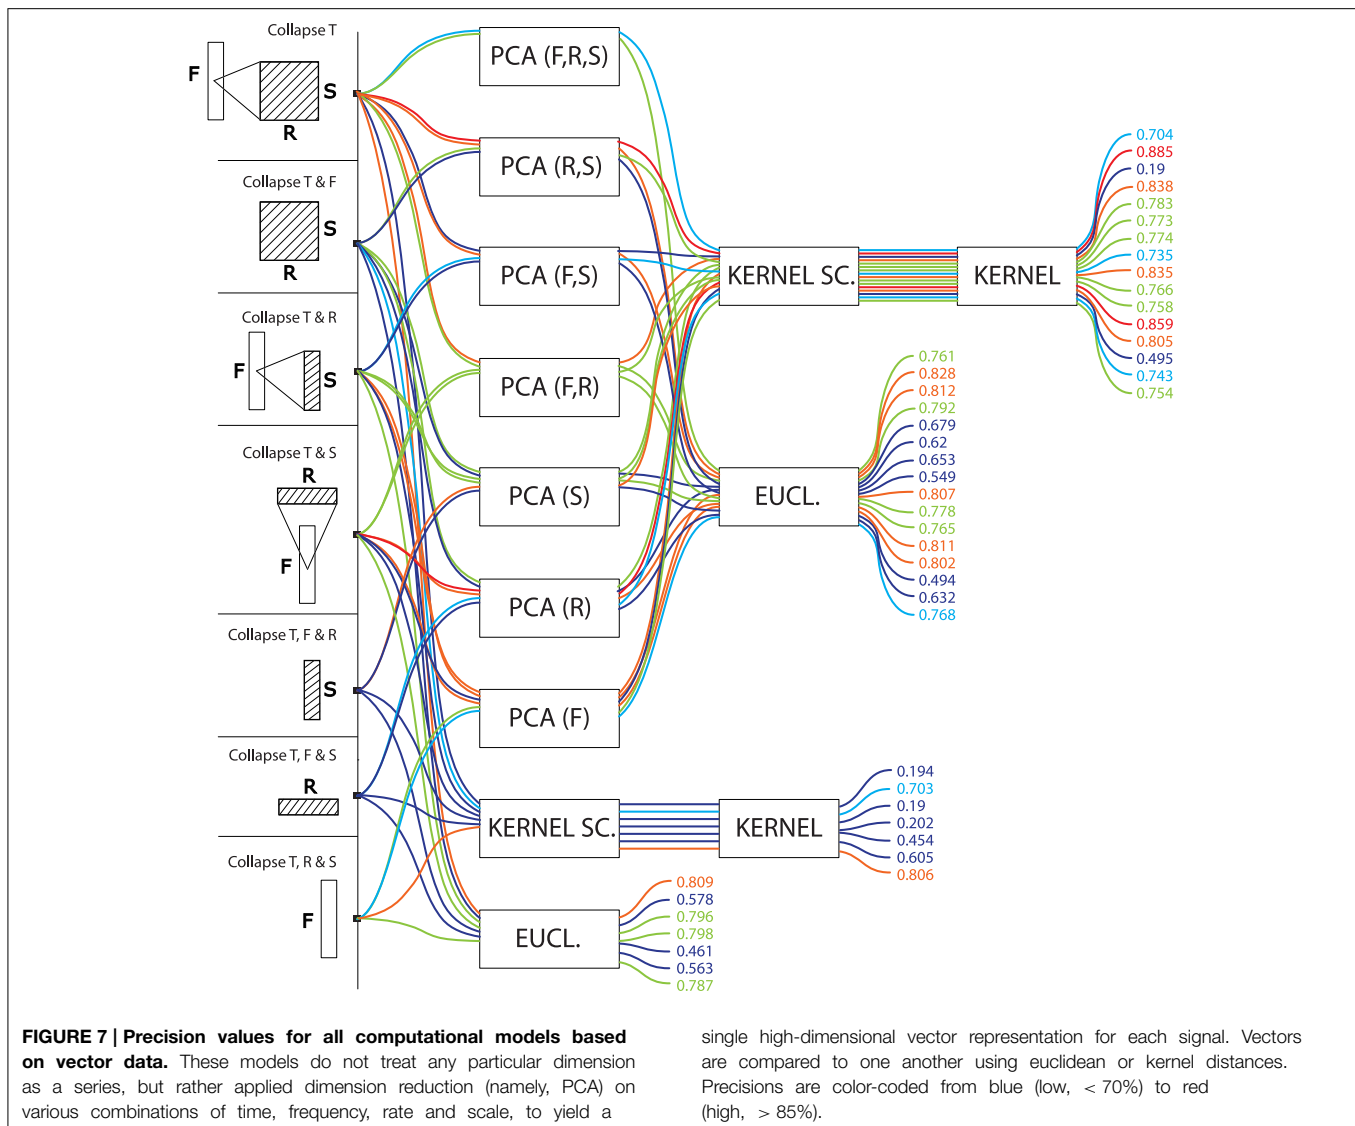 Collapse T
F
S
R
Collapse T & F
S
R
Collapse T & R
F
S
Collapse T & S
R
F
Collapse T, F & R
S
Collapse T, F & S
R
Collapse T, R & S
F
PCA (F,R,S)
PCA (R,S)
PCA (F,S)
PCA (F,R)
PCA (S)
PCA (R)
PCA (F)
KERNEL SC.
EUCL.
KERNEL SC.
EUCL.
KERNEL
KERNEL
0.704
0.885
0.19
0.838
0.783
0.773
0.774
0.735
0.835
0.766
0.758
0.859
0.805
0.495
0.743
0.754
0.761
0.828
0.812
0.792
0.679
0.62
0.653
0.549
0.807
0.778
0.765
0.811
0.802
0.494
0.632
0.768
0.194
0.703
0.19
0.202
0.454
0.605
0.806
0.809
0.578
0.796
0.798
0.461
0.563
0.787
FIGURE 7 | Precision values for all computational models based
on vector data. These models do not treat any particular dimension
as a series, but rather applied dimension reduction (namely, PCA) on
various combinations of time, frequency, rate and scale, to yield a
single high-dimensional vector representation for each signal. Vectors
are compared to one another using euclidean or kernel distances.
Precisions are color-coded from blue (low, < 70%) to red
(high, > 85%).